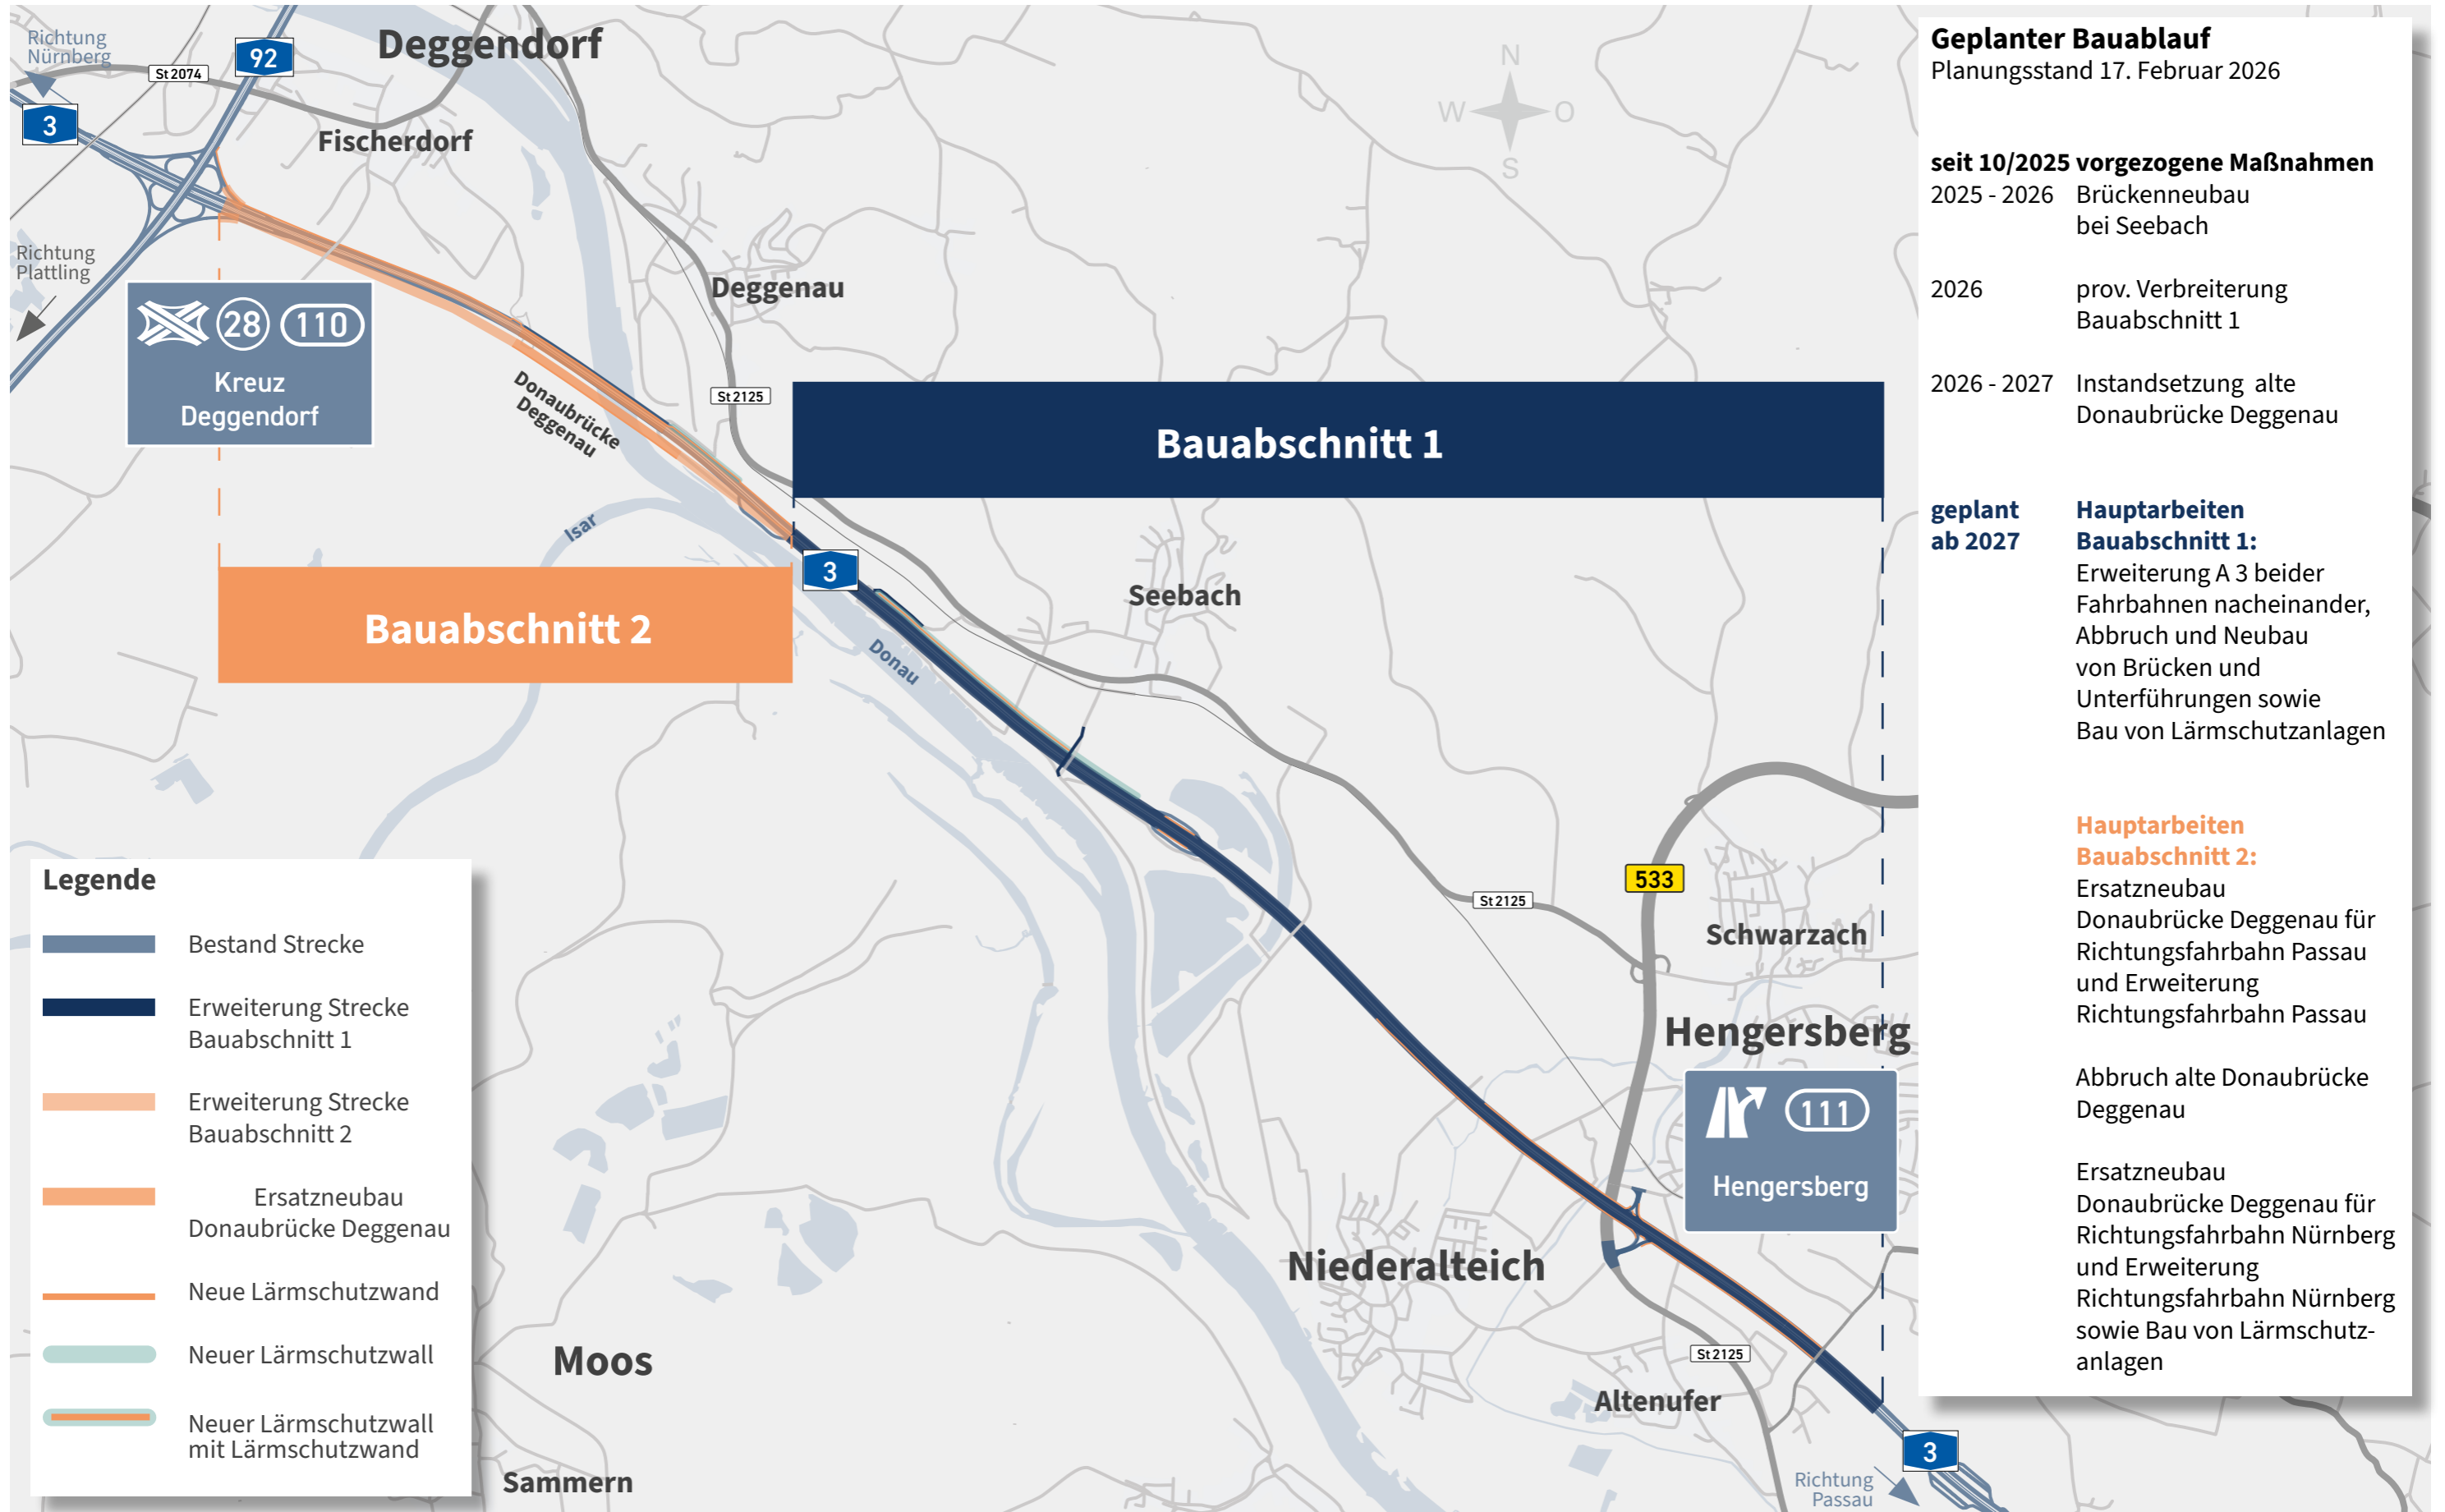 Richtung
Nürnberg
92
St 2074
3
Deggendorf
Fischerdorf
Richtung
Plattling
28 110
Kreuz
Deggendorf
Deggenau
Donaubrücke
Deggenau
St 2125
N
W O
S
Bauabschnitt 1
Isar
3
Bauabschnitt 2
Seebach
Donau
533
St 2125
Schwarzach
Hengersberg
111
Hengersberg
Niederalteich
St 2125
Altenufer
Moos
Sammern
3
Richtung
Passau
Legende
Bestand Strecke
Erweiterung Strecke
Bauabschnitt 1
Erweiterung Strecke
Bauabschnitt 2
Ersatzneubau
Donaubrücke Deggenau
Neue Lärmschutzwand
Neuer Lärmschutzwall
Neuer Lärmschutzwall
mit Lärmschutzwand
Geplanter Bauablauf
Planungsstand 17. Februar 2026
seit 10/2025 vorgezogene Maßnahmen
2025 - 2026 Brückenneubau
bei Seebach
2026 prov. Verbreiterung
Bauabschnitt 1
2026 - 2027 Instandsetzung alte
Donaubrücke Deggenau
geplant Hauptarbeiten
ab 2027 Bauabschnitt 1:
Erweiterung A 3 beider
Fahrbahnen nacheinander,
Abbruch und Neubau
von Brücken und
Unterführungen sowie
Bau von Lärmschutzanlagen
Hauptarbeiten
Bauabschnitt 2:
Ersatzneubau
Donaubrücke Deggenau für
Richtungsfahrbahn Passau
und Erweiterung
Richtungsfahrbahn Passau
Abbruch alte Donaubrücke
Deggenau
Ersatzneubau
Donaubrücke Deggenau für
Richtungsfahrbahn Nürnberg
und Erweiterung
Richtungsfahrbahn Nürnberg
sowie Bau von Lärmschutz-
anlagen